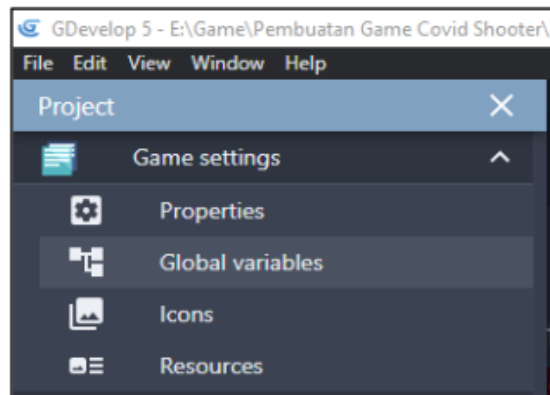 GDevelop 5 - E:\Game\Pembuatan Game Covid Shooter\
File Edit View Window Help
Project
Game settings
Properties
Global variables
Icons
Resources